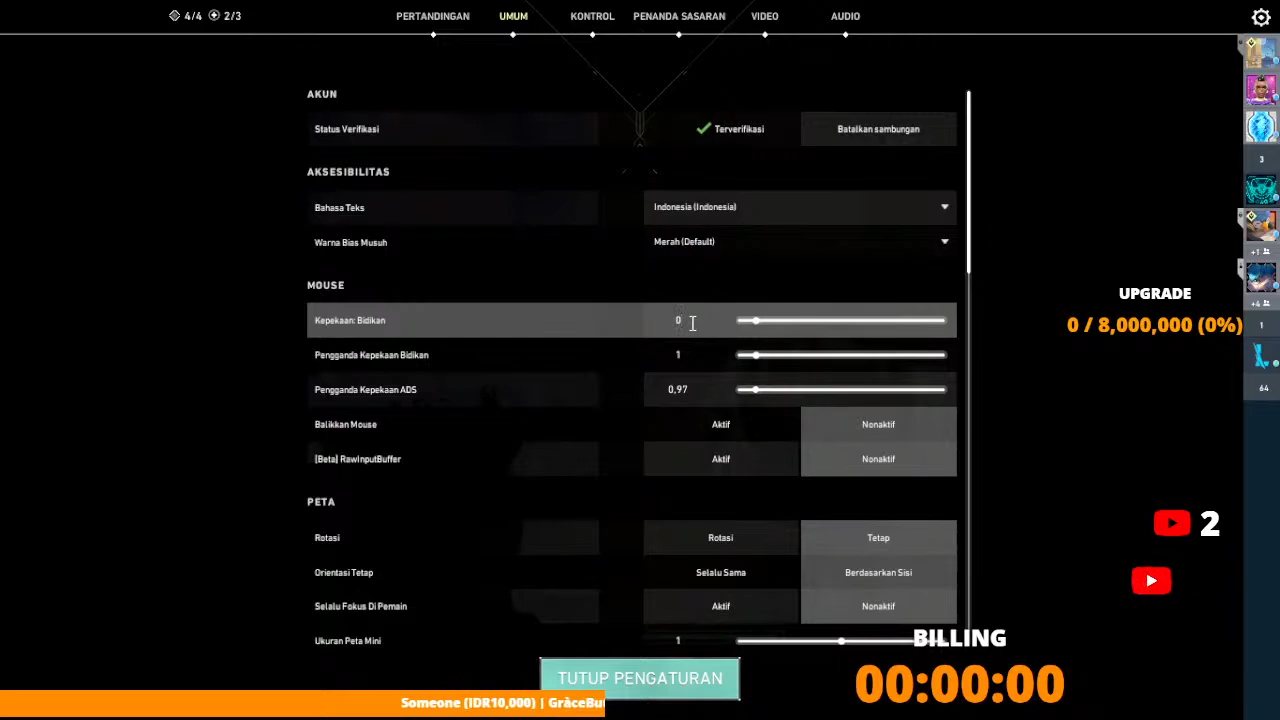 4/4 2/3
PERTANDINGAN UMUM KONTROL PENANDA SASARAN VIDEO AUDIO
AKUN
Status Verifikasi Terverifikasi Batalkan sambungan
AKSESIBILITAS
Bahasa Teks Indonesia (Indonesia)
Warna Bias Musuh Merah (Default)
MOUSE
Kepekaan: Bidikan 0
Pengganda Kepekaan Bidikan 1
Pengganda Kepekaan ADS 0,97
Balikkan Mouse Aktif Nonaktif
[Beta] RawInputBuffer Aktif Nonaktif
PETA
Rotasi Rotasi Tetap
Orientasi Tetap Selalu Sama Berdasarkan Sisi
Selalu Fokus Di Pemain Aktif Nonaktif
Ukuran Peta Mini 1
TUTUP PENGATURAN
3
+1
+4
1
64
UPGRADE
0 / 8,000,000 (0%)
2
BILLING
00:00:00
Someone (IDR10,000) | GràceBu